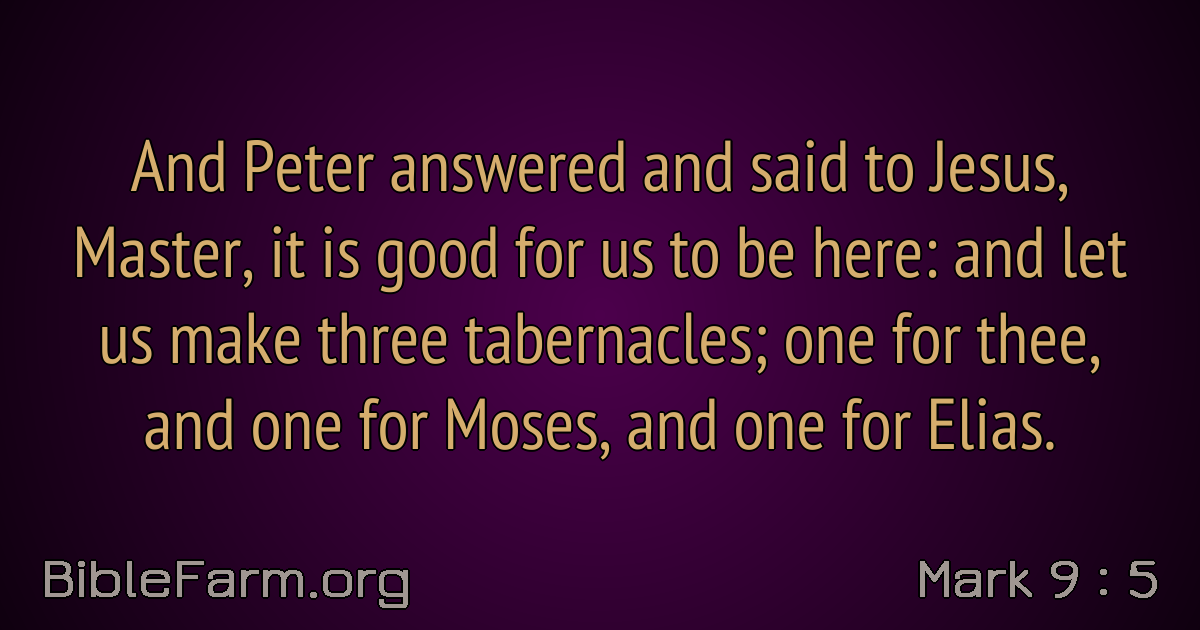 And Peter answered and said to Jesus,
Master, it is good for us to be here: and let
us make three tabernacles; one for thee,
and one for Moses, and one for Elias.
BibleFarm.org
Mark 9 : 5